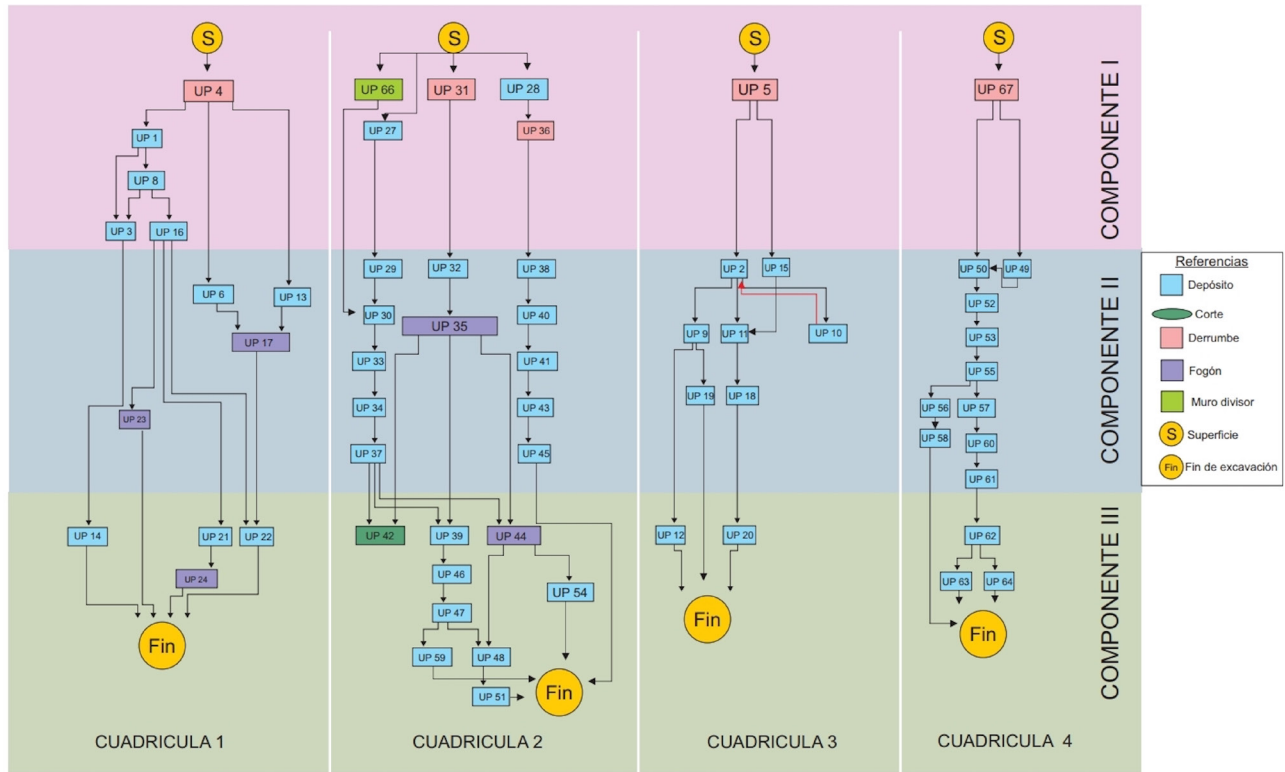 S
S
S
S
UP 4
UP 66
UP 31
UP 28
UP 5
UP 67
UP 1
UP 27
UP 36
UP 8
UP 3
UP 16
COMPONENTE I
UP 29
UP 32
UP 38
UP 2
UP 15
UP 50
UP 49
UP 6
UP 13
UP 30
UP 35
UP 40
UP 52
UP 17
UP 9
UP 11
UP 10
UP 53
UP 33
UP 41
UP 55
UP 19
UP 18
UP 23
UP 34
UP 43
UP 56
UP 57
UP 58
UP 60
UP 37
UP 45
UP 61
COMPONENTE II
UP 14
UP 21
UP 22
UP 42
UP 39
UP 44
UP 12
UP 20
UP 62
UP 24
UP 46
UP 54
UP 63
UP 64
UP 47
UP 59
UP 48
UP 51
Fin
Fin
Fin
Fin
COMPONENTE III
CUADRICULA 1
CUADRICULA 2
CUADRICULA 3
CUADRICULA 4
Referencias
Depósito
Corte
Derrumbe
Fogón
Muro divisor
S
Superficie
Fin
Fin de excavación